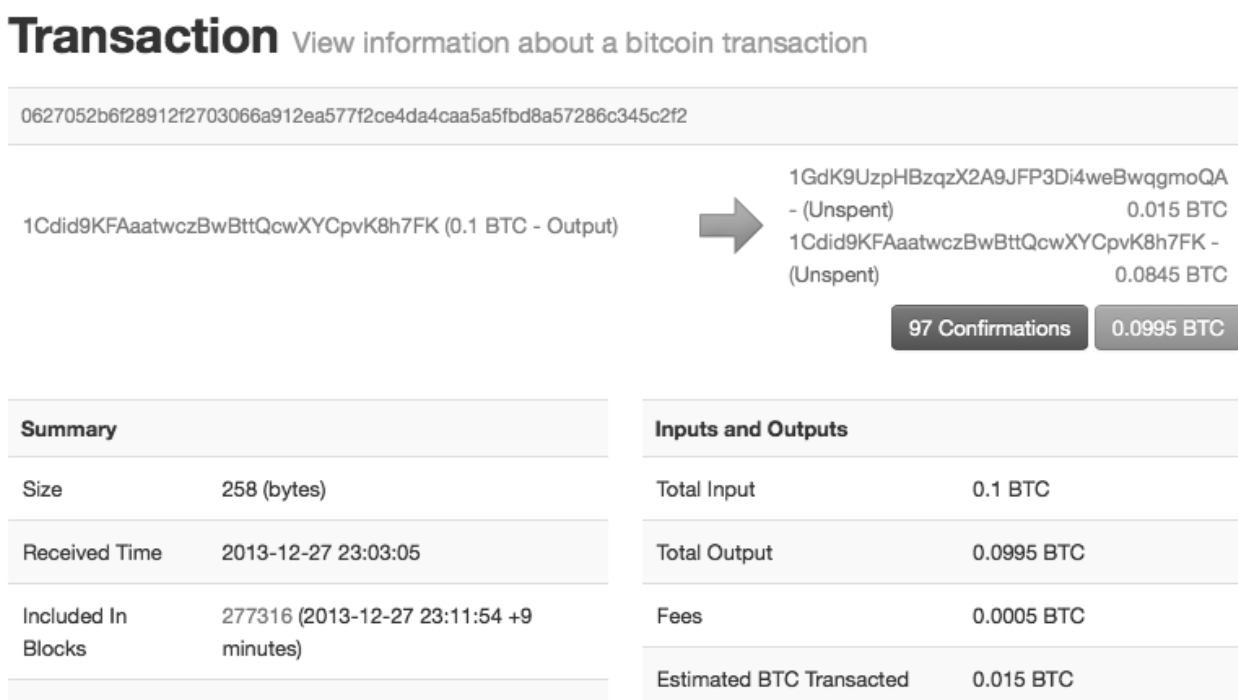 Transaction View information about a bitcoin transaction
0627052b6f28912f2703066a912ea577f2ce4da4caa5a5fbd8a57286c345c2f2
1Cdid9KFAaatwczBwBttQcwXYCpvK8h7FK (0.1 BTC - Output)
1GdK9UzpHBzqzX2A9JFP3Di4weBwqgmoQA
- (Unspent) 0.015 BTC
1Cdid9KFAaatwczBwBttQcwXYCpvK8h7FK -
(Unspent) 0.0845 BTC
97 Confirmations 0.0995 BTC
Summary
Size 258 (bytes)
Received Time 2013-12-27 23:03:05
Included In 277316 (2013-12-27 23:11:54 +9
Blocks minutes)
Inputs and Outputs
Total Input 0.1 BTC
Total Output 0.0995 BTC
Fees 0.0005 BTC
Estimated BTC Transacted 0.015 BTC